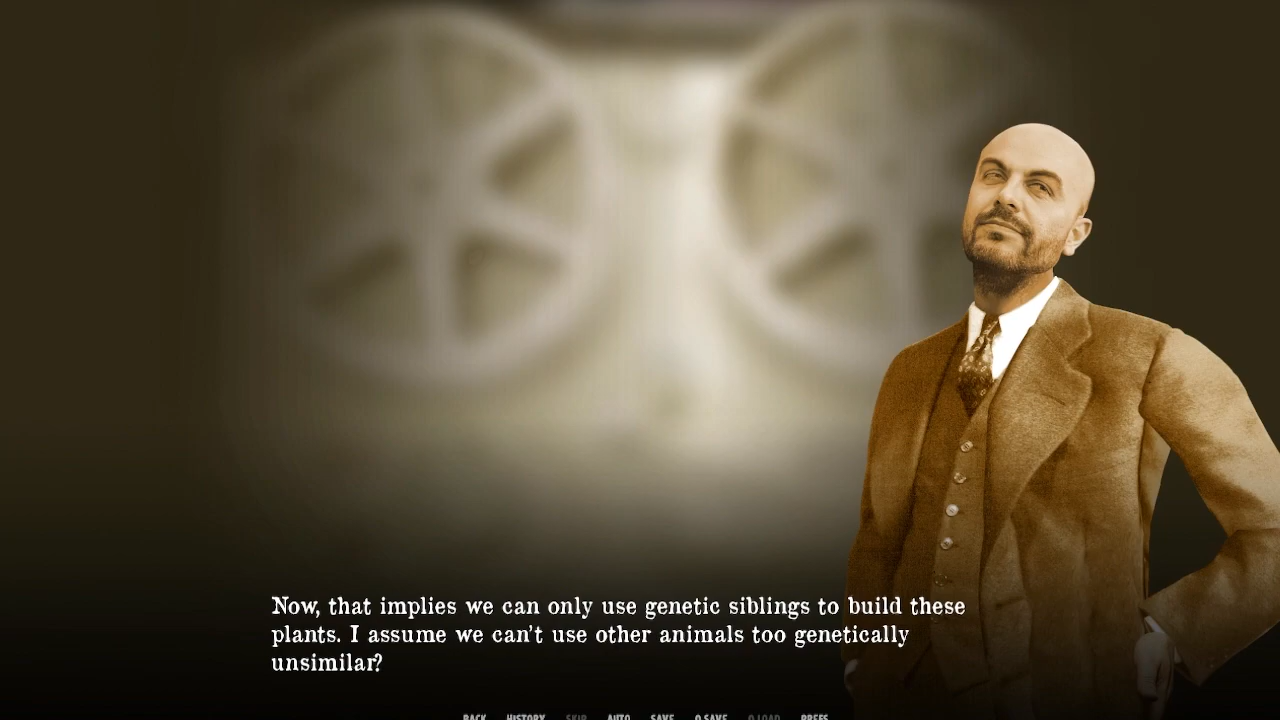 Now, that implies we can only use genetic siblings to build these
plants. I assume we can't use other animals too genetically
unsimilar?
BACK HISTORY SKIP AUTO SAVE Q.SAVE Q.LOAD PREFS